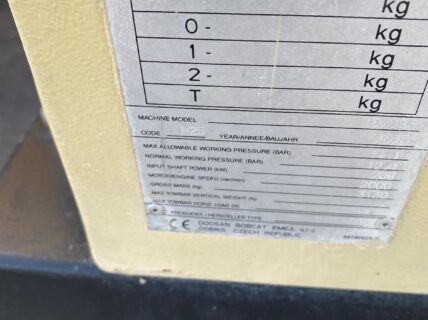 kg
0- kg
1- kg
2- kg
T kg
MACHINE MODEL
CODE YEAR/ANNEE/BAUJAHR
MAX ALLOWABLE WORKING PRESSURE (BAR)
NORMAL WORKING PRESSURE (BAR)
INPUT SHAFT POWER (kW)
MOTOR/ENGINE SPEED (rev/min)
GROSS MASS (kg)
MAX TOWBAR VERTICAL WEIGHT (N)
MAX TOWBAR HORIZ. LOAD (N)
PRODUCER / HERSTELLER TYPE
CE DOOSAN BOBCAT EMEA s.r.o.
DOBRIS, CZECH REPUBLIC